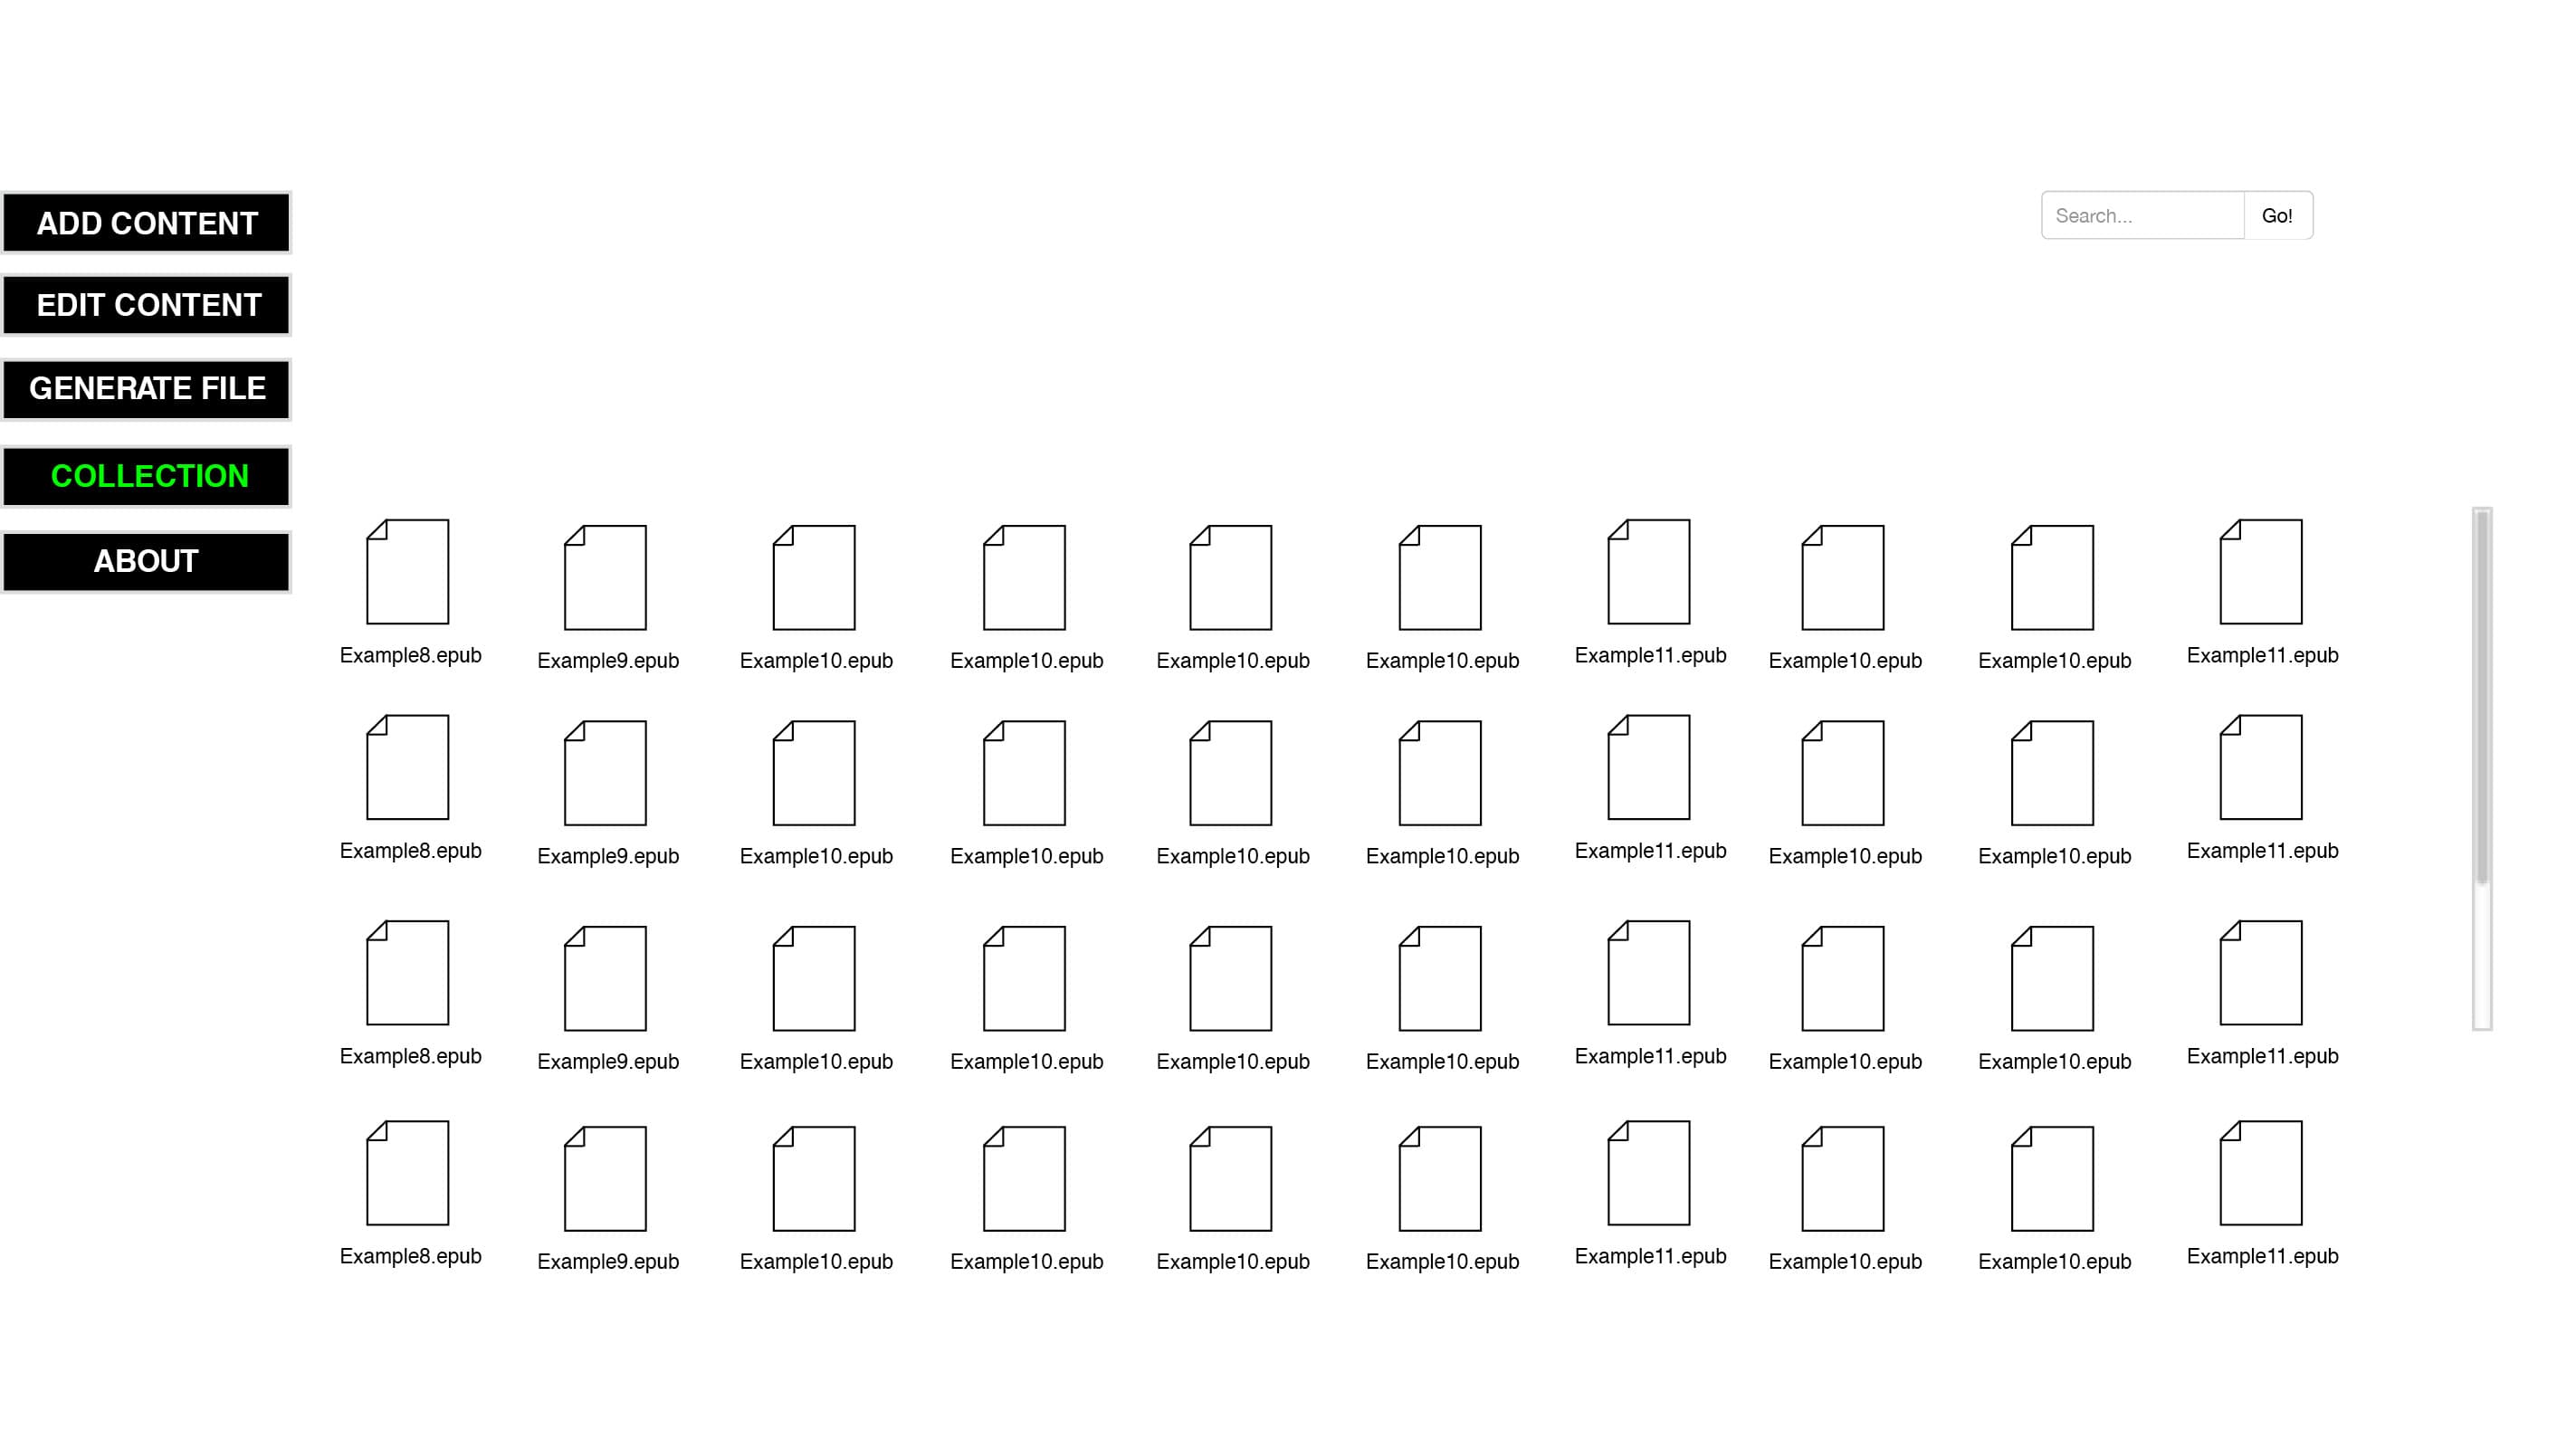 ADD CONTENT
Search... Go!
EDIT CONTENT
GENERATE FILE
COLLECTION
ABOUT
Example8.epub Example9.epub Example10.epub Example10.epub Example10.epub Example10.epub Example11.epub Example10.epub Example10.epub Example11.epub
Example8.epub Example9.epub Example10.epub Example10.epub Example10.epub Example10.epub Example11.epub Example10.epub Example10.epub Example11.epub
Example8.epub Example9.epub Example10.epub Example10.epub Example10.epub Example10.epub Example11.epub Example10.epub Example10.epub Example11.epub
Example8.epub Example9.epub Example10.epub Example10.epub Example10.epub Example10.epub Example11.epub Example10.epub Example10.epub Example11.epub